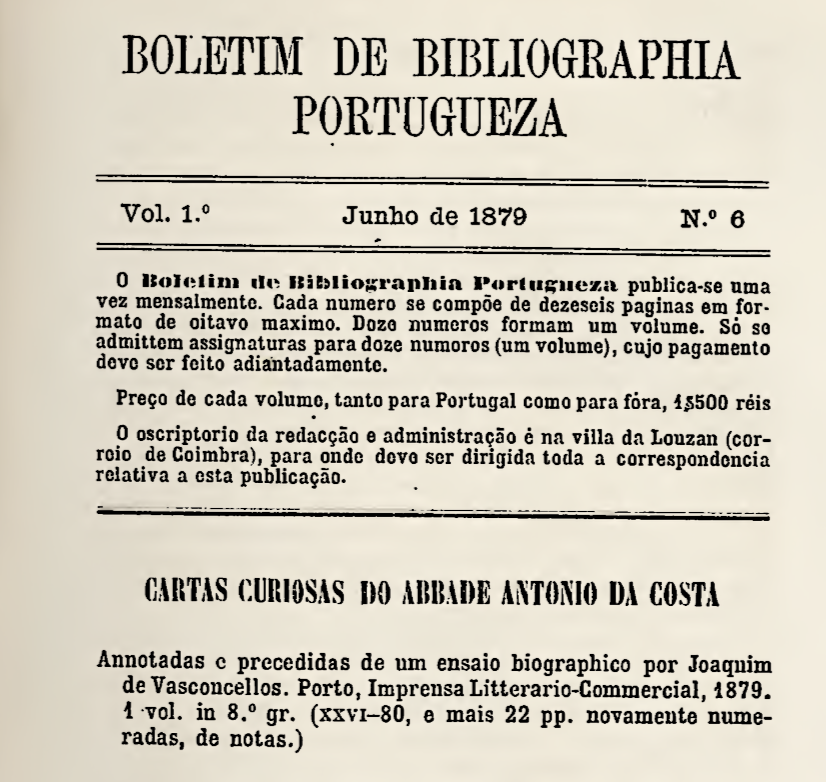 BOLETIM DE BIBLIOGRAPHIA
PORTUGUEZA
Vol. 1.º Junho de 1879 N.º 6
O Boletim de Bibliographia Portugueza publica-se uma
vez mensalmente. Cada numero se compõe de dezeseis paginas em for-
mato de oitavo maximo. Doze numeros formam um volume. Só se
admittem assignaturas para doze numeros (um volume), cujo pagamento
deve ser feito adiantadamente.
Preço de cada volume, tanto para Portugal como para fóra, 1$500 réis
O escriptorio da redacção e administração é na villa da Louzan (cor-
reio de Coimbra), para onde deve ser dirigida toda a correspondencia
relativa a esta publicação.
CARTAS CURIOSAS DO ABBADE ANTONIO DA COSTA
Annotadas e precedidas de um ensaio biographico por Joaquim
de Vasconcellos. Porto, Imprensa Litterario-Commercial, 1879.
1 vol. in 8.º gr. (XXVI–80, e mais 22 pp. novamente nume-
radas, de notas.)